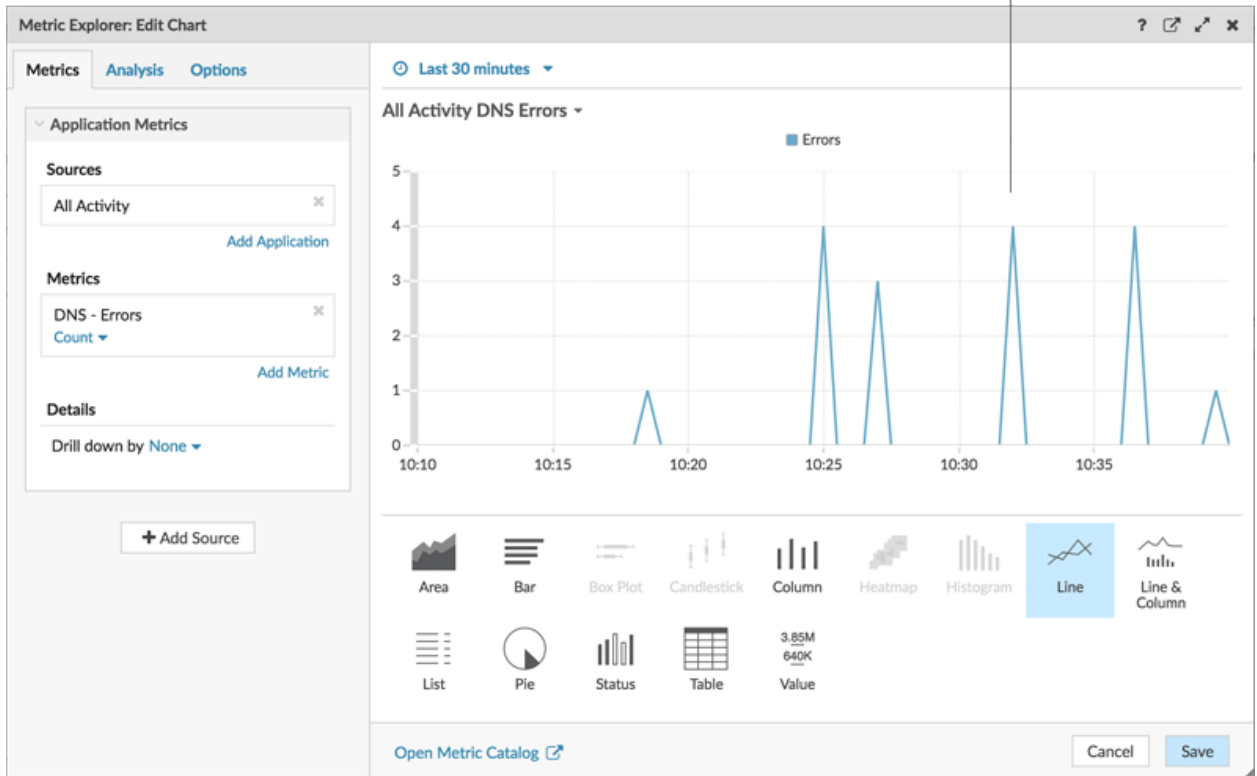 Metric Explorer: Edit Chart
?
Metrics Analysis Options
Application Metrics
Sources
All Activity
Add Application
Metrics
DNS - Errors
Count
Add Metric
Details
Drill down by None
+ Add Source
Last 30 minutes
All Activity DNS Errors
Errors
5
4
3
2
1
0
10:10 10:15 10:20 10:25 10:30 10:35
Area Bar Box Plot Candlestick Column Heatmap Histogram Line Line &
Column
3.85M
640K
List Pie Status Table Value
Open Metric Catalog
Cancel Save